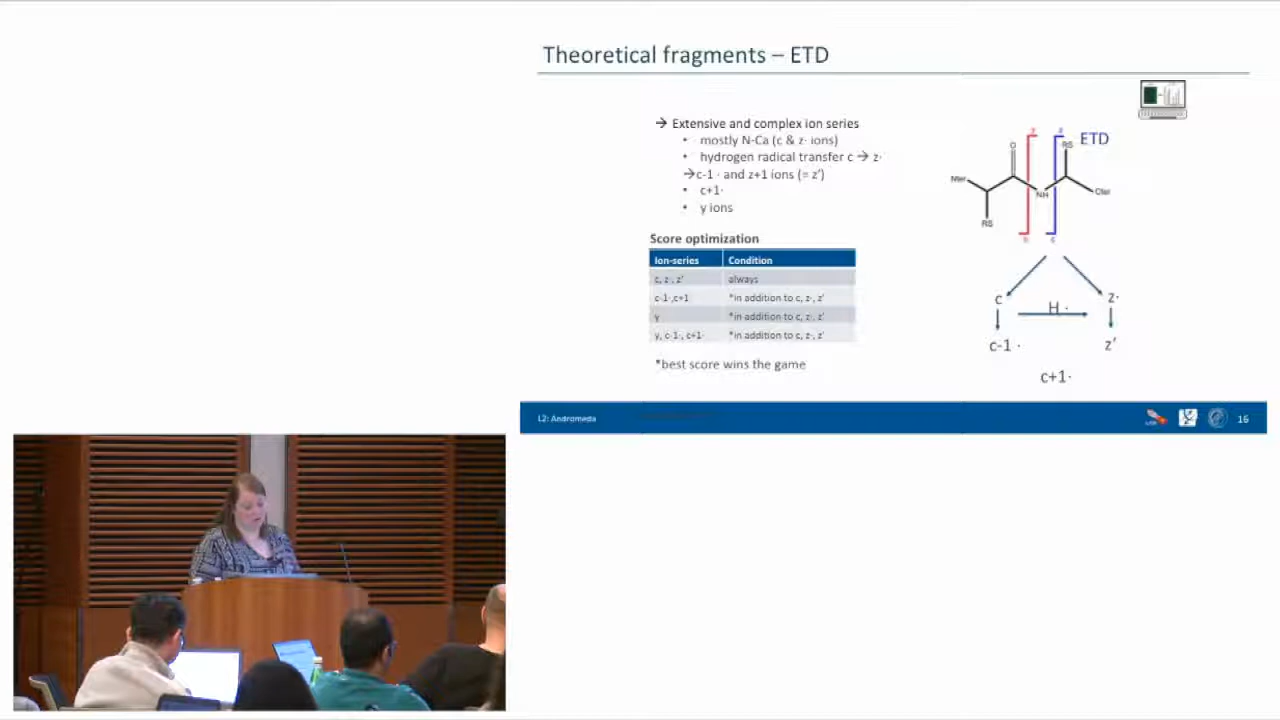 Theoretical fragments – ETD
→ Extensive and complex ion series
• mostly N-Ca (c & z· ions)
• hydrogen radical transfer c → z·
→c-1 · and z+1 ions (= z')
• c+1·
• y ions
Score optimization
Ion-series Condition
c, z·, z' always
c-1·,c+1 *in addition to c, z·, z'
y *in addition to c, z·, z'
y, c-1·, c+1· *in addition to c, z·, z'
*best score wins the game
ETD
O
RS
Nter
NH
Cter
RS
c
H ·
z·
c-1 ·
z'
c+1·
L2: Andromeda
16